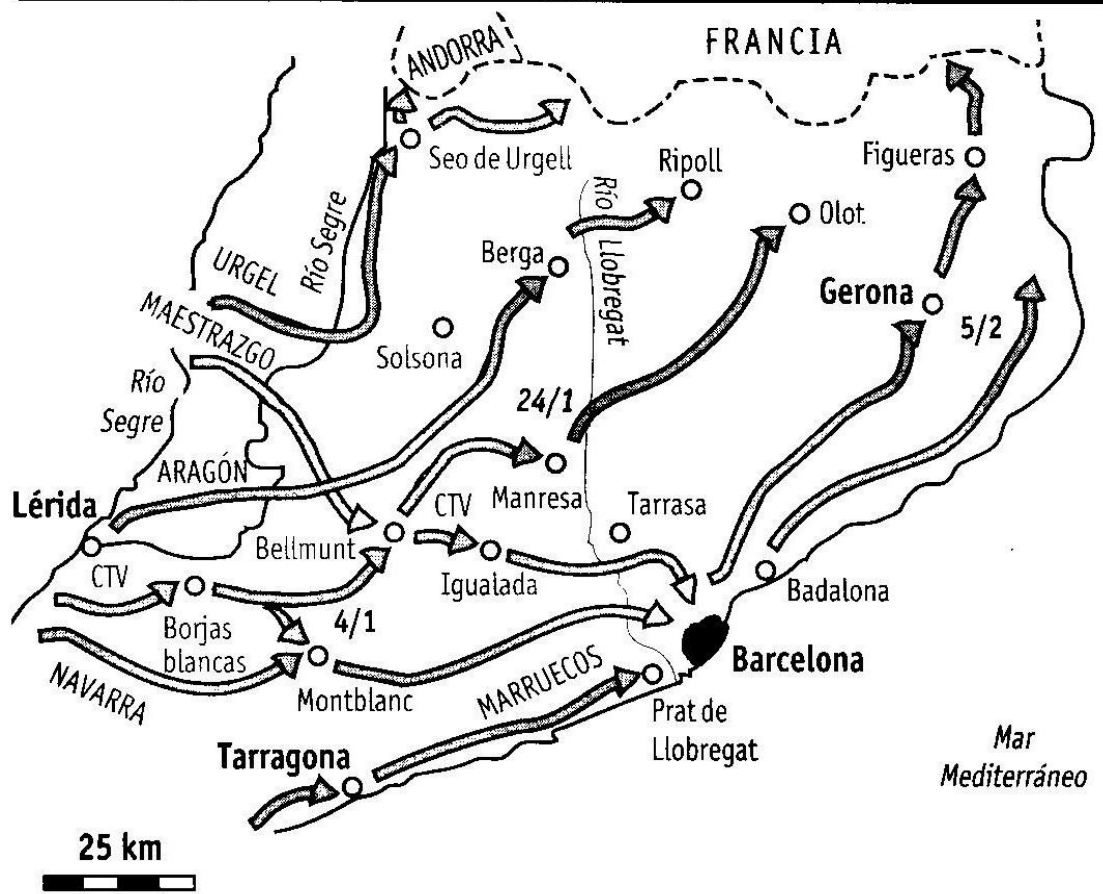 ANDORRA
FRANCIA
Seo de Urgell
Ripoll
Figueras
Río Segre
Río
Llobregat
Olot.
URGEL
Berga
MAESTRAZGO
Gerona
5/2
Solsona
Río
Segre
24/1
ARAGÓN
Lérida
Manresa
CTV
Tarrasa
Bellmunt
Igualada
CTV
Badalona
Borjas
blancas
4/1
Barcelona
NAVARRA
Montblanc
MARRUECOS
Prat de
Llobregat
Tarragona
Mar
Mediterráneo
25 km